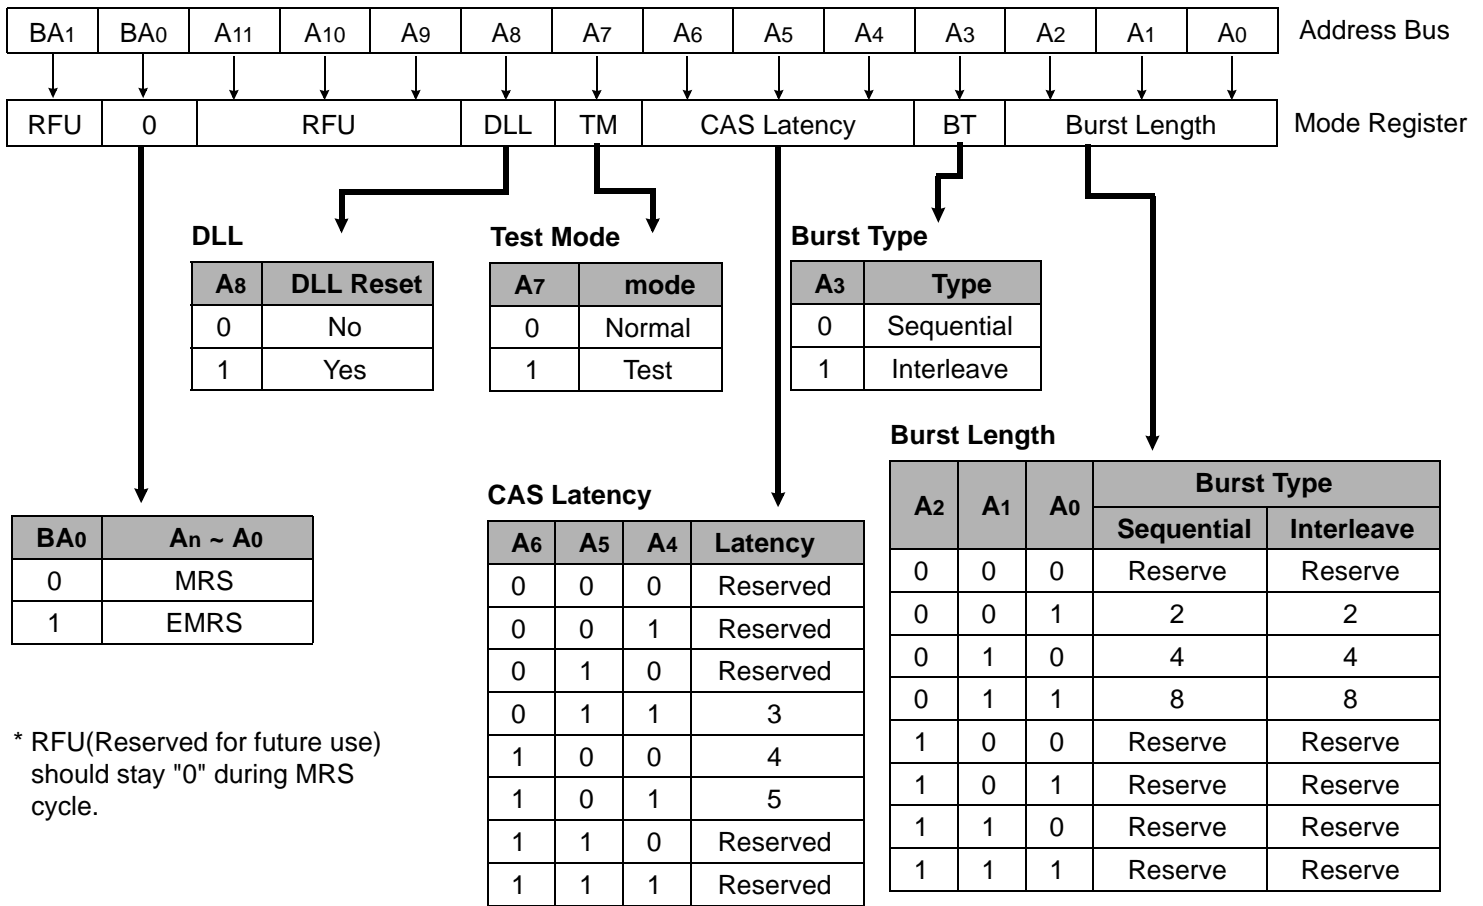 BA1 BA0 A11 A10 A9 A8 A7 A6 A5 A4 A3 A2 A1 A0 Address Bus
RFU 0 RFU DLL TM CAS Latency BT Burst Length Mode Register
DLL
A8 DLL Reset
0 No
1 Yes
Test Mode
A7 mode
0 Normal
1 Test
Burst Type
A3 Type
0 Sequential
1 Interleave
BA0 An ~ A0
0 MRS
1 EMRS
* RFU(Reserved for future use)
should stay "0" during MRS
cycle.
CAS Latency
A6 A5 A4 Latency
0 0 0 Reserved
0 0 1 Reserved
0 1 0 Reserved
0 1 1 3
1 0 0 4
1 0 1 5
1 1 0 Reserved
1 1 1 Reserved
Burst Length
A2 A1 A0 Burst Type
Sequential Interleave
0 0 0 Reserve Reserve
0 0 1 2 2
0 1 0 4 4
0 1 1 8 8
1 0 0 Reserve Reserve
1 0 1 Reserve Reserve
1 1 0 Reserve Reserve
1 1 1 Reserve Reserve